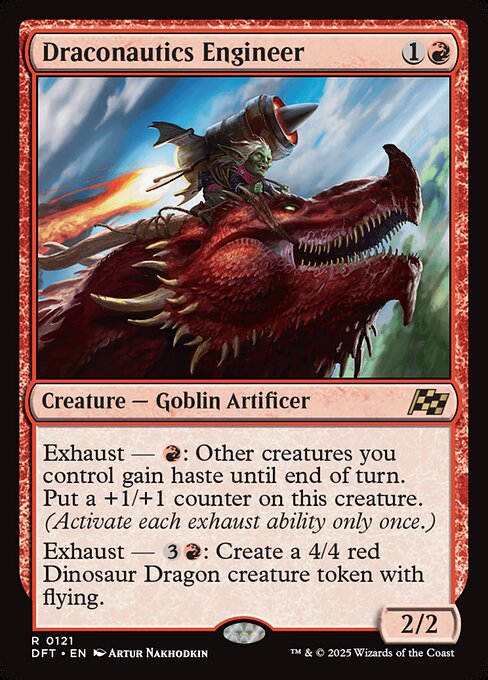 Draconautics Engineer 1
Creature — Goblin Artificer
Exhaust — : Other creatures you
control gain haste until end of turn.
Put a +1/+1 counter on this creature.
(Activate each exhaust ability only once.)
Exhaust — 3 : Create a 4/4 red
Dinosaur Dragon creature token with
flying.
2/2
R 0121
DFT • EN Artur Nakhodkin
™ & © 2025 Wizards of the Coast